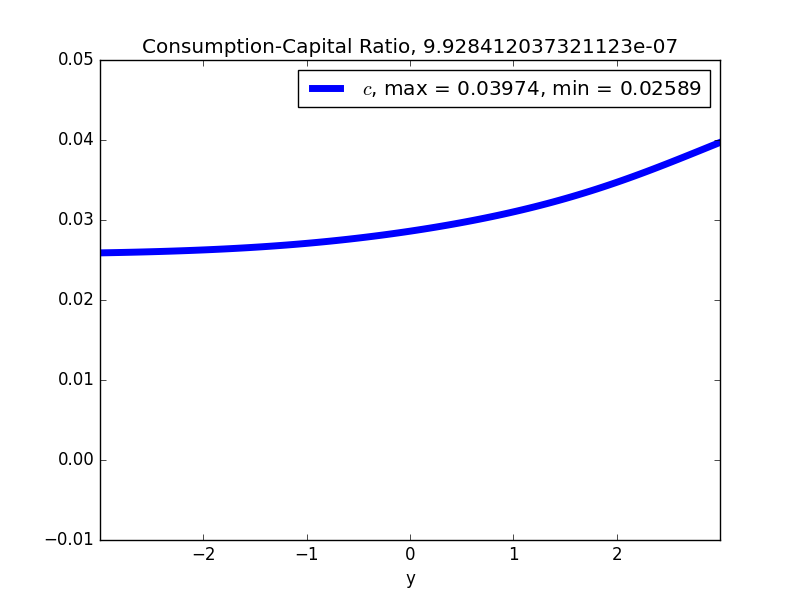 Consumption-Capital Ratio, 9.928412037321123e-07
c, max = 0.03974, min = 0.02589
0.05
0.04
0.03
0.02
0.01
0.00
−0.01
−2 −1 0 1 2
y